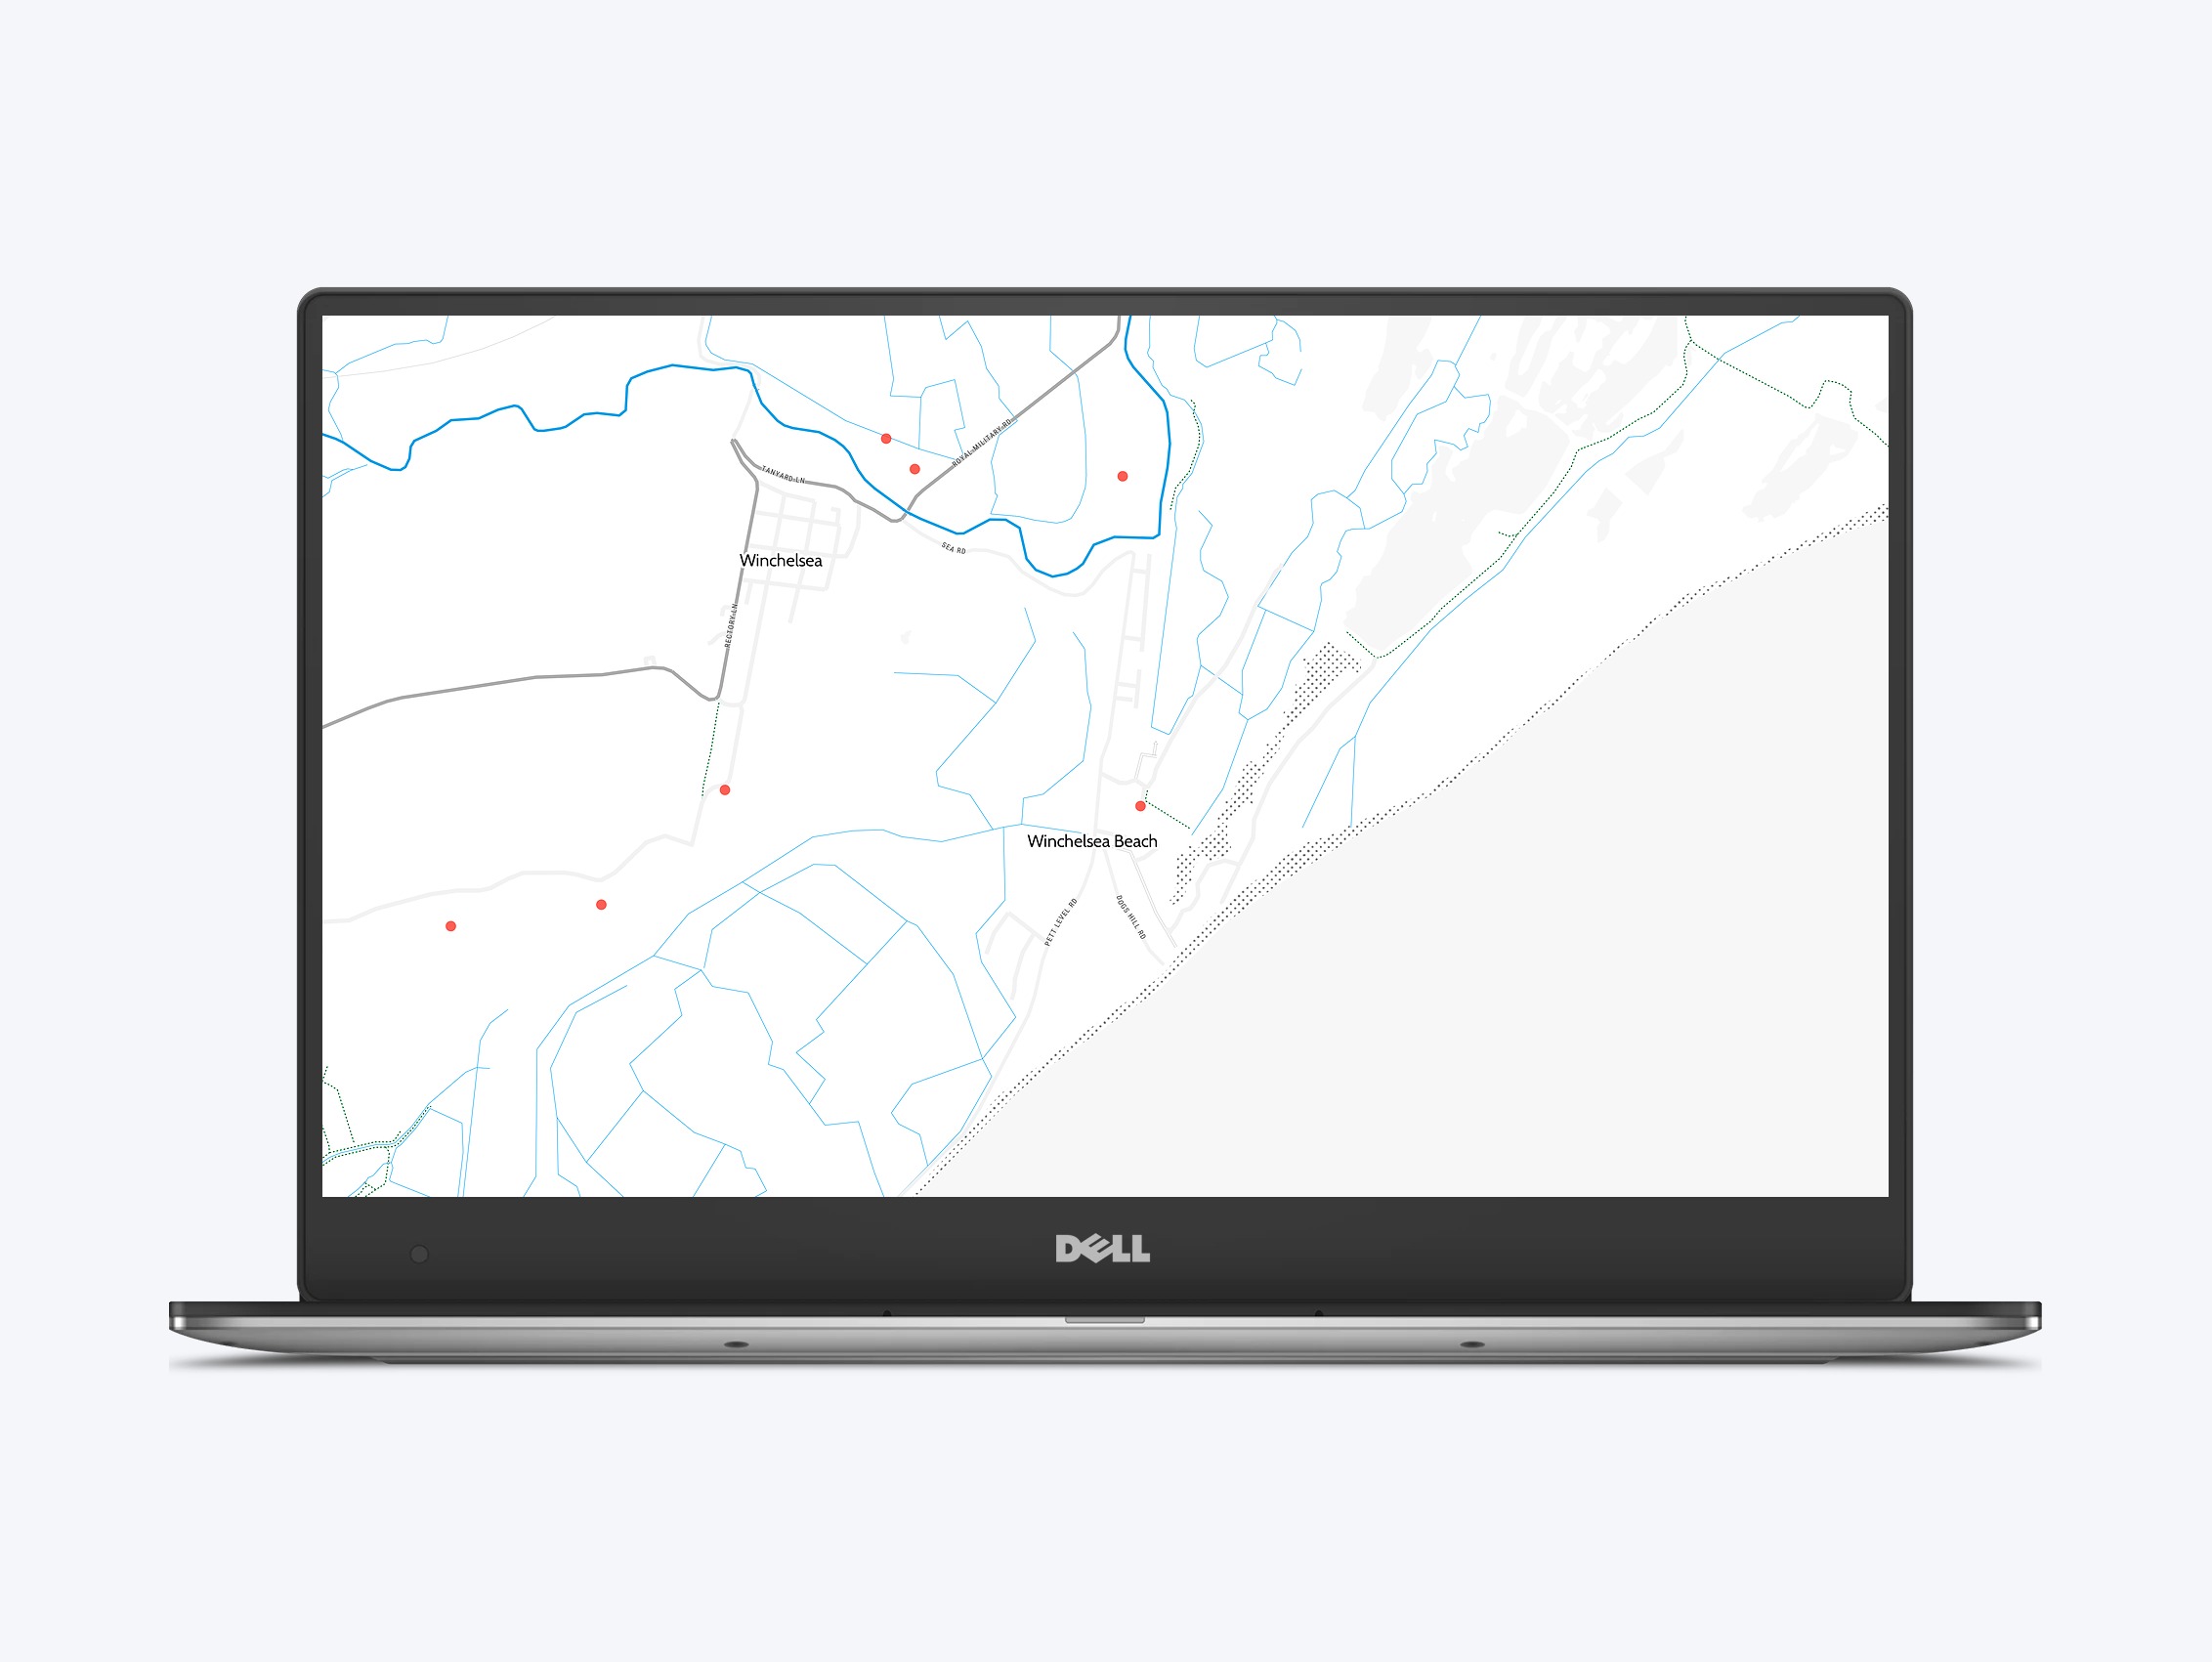 ROYAL MILITARY RD
TANYARD LN
SEA RD
Winchelsea
RECTORY LN
Winchelsea Beach
PETT LEVEL RD
DOGS HILL RD
DELL